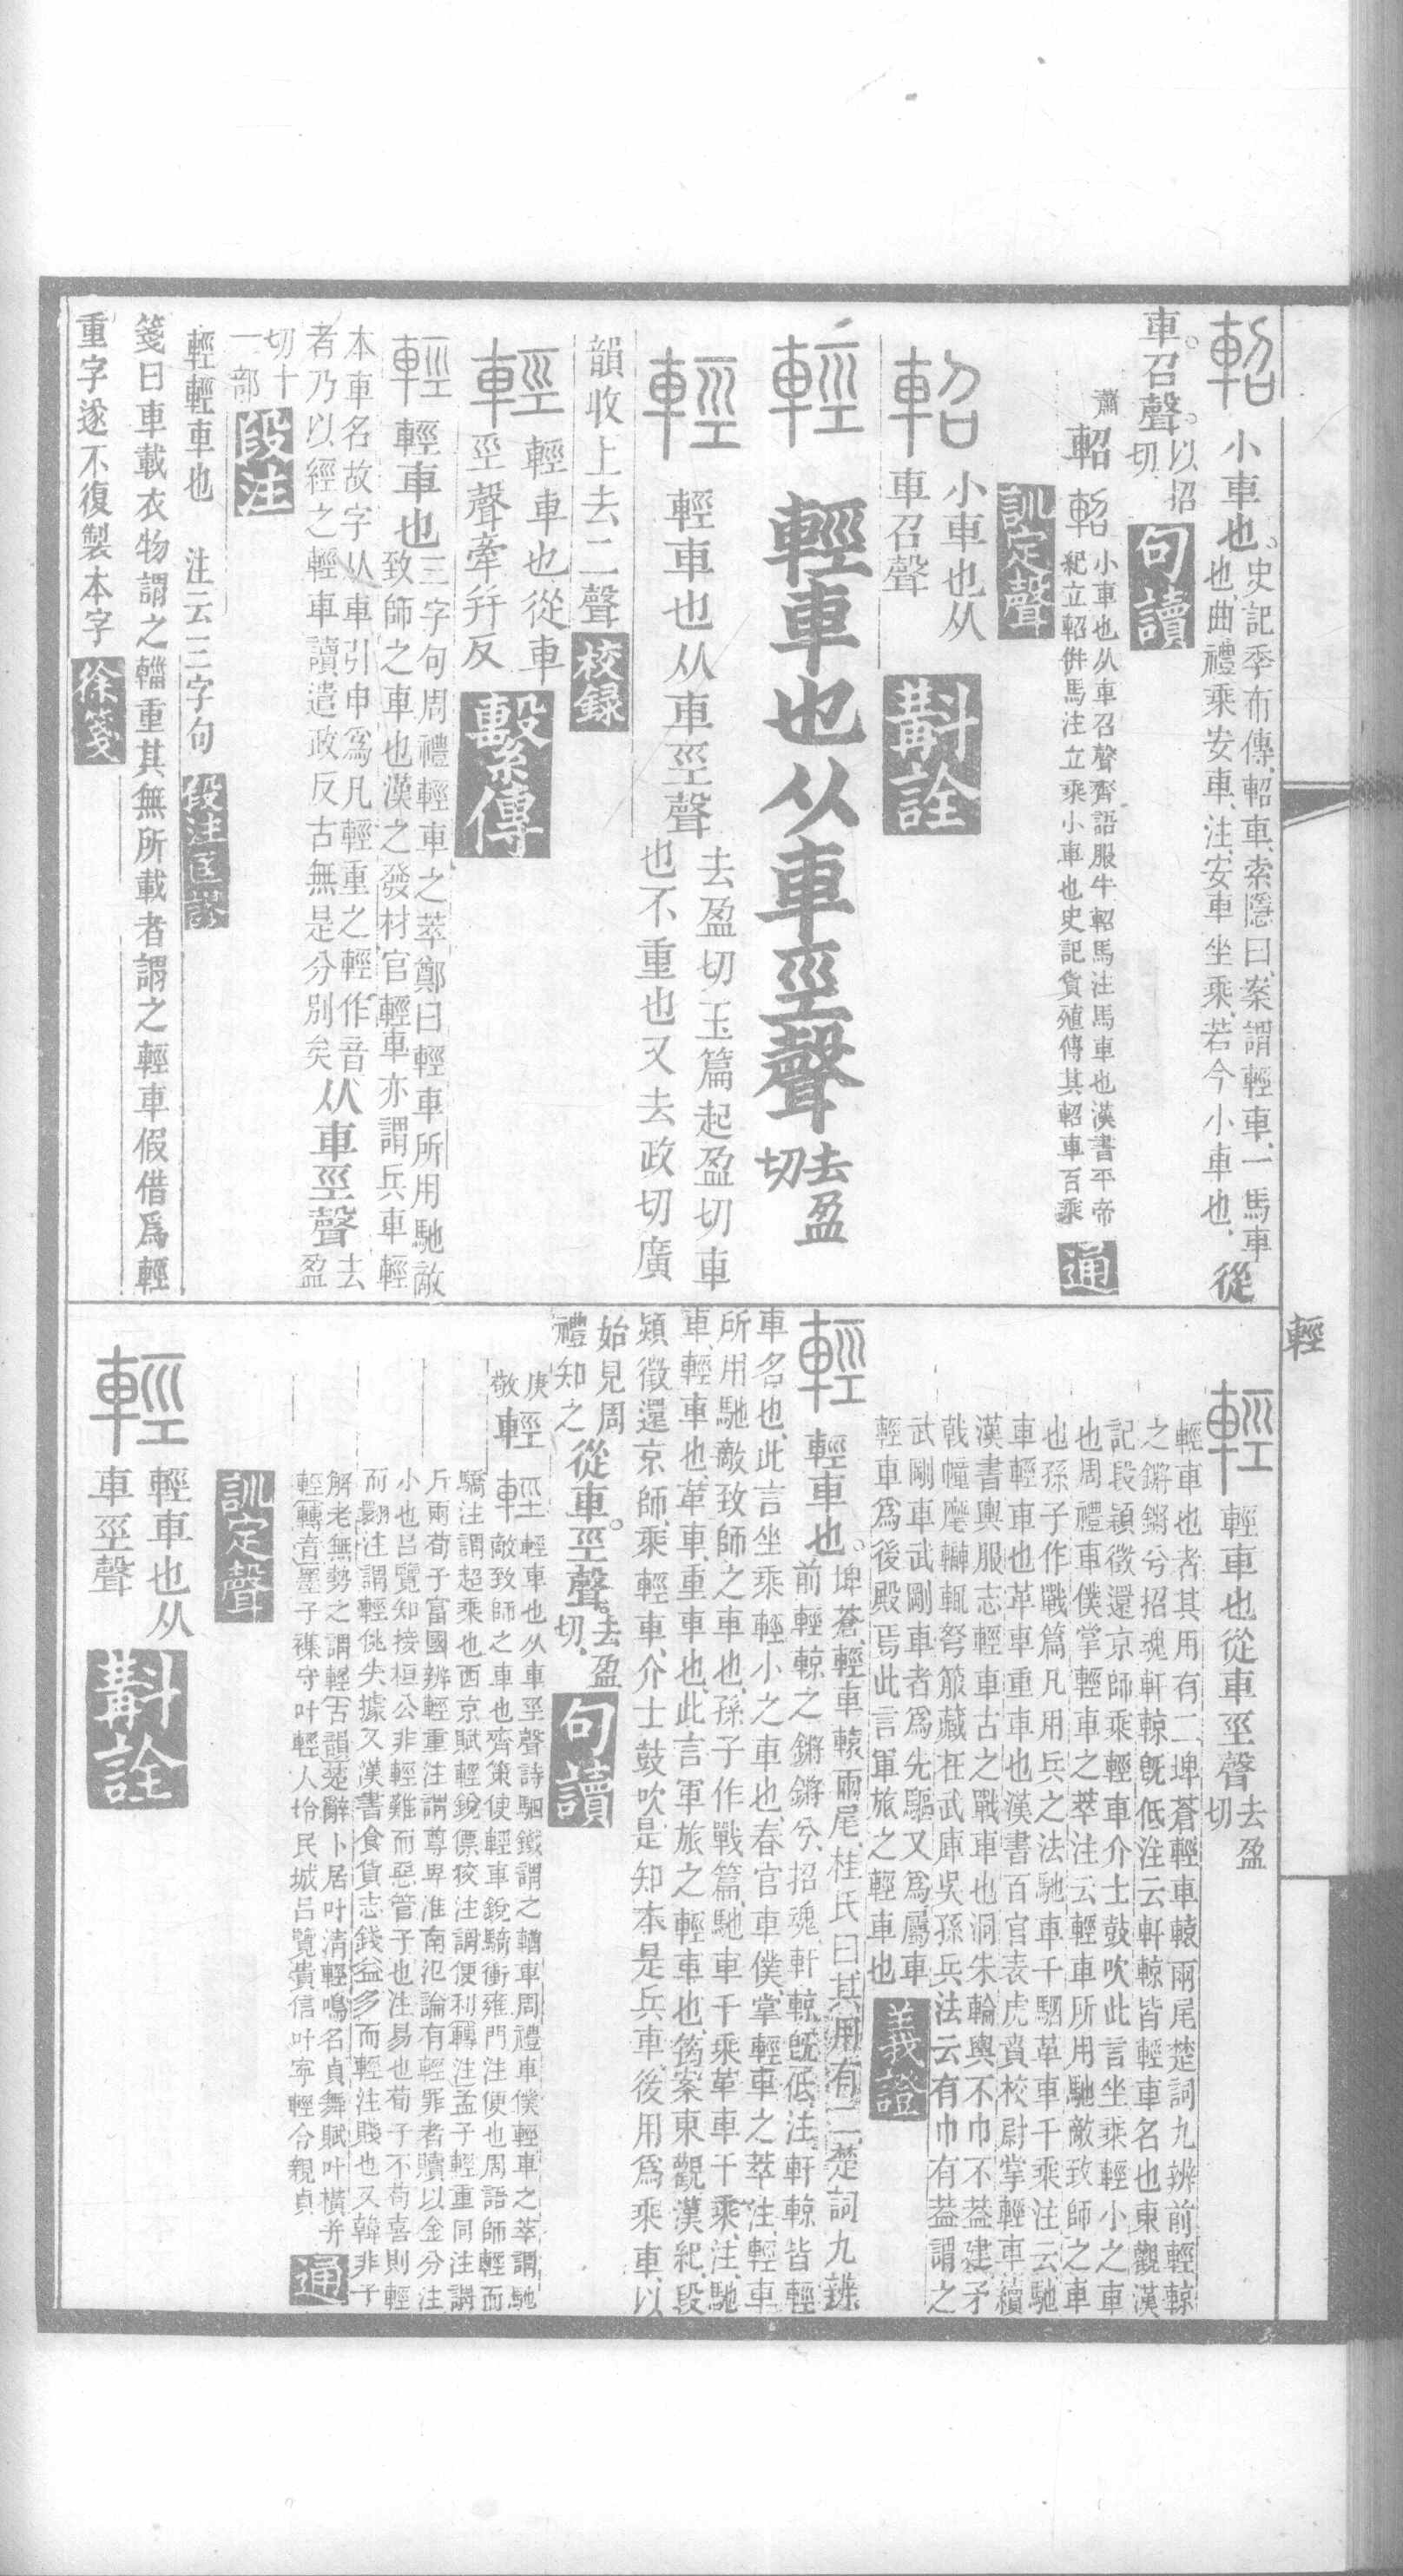 軺 小車也。史記季布傳、軺車、索隱曰、案謂輕車、一馬車
也、曲禮乘安車、注、安車坐乘、若今小車也、從
車。召聲。以招切
句讀
蕭 軺 軺 小車也从車召聲齊語服牛軺馬注馬車也漢書平帝
紀立軺併馬注立乘小車也史記貨殖傳其軺車百乘
通訓定聲
軺 小車也从
車召聲
斠詮
輕 輕車也从車巠聲 去盈切
輕 輕車也从車巠聲 去盈切玉篇起盈切車
也不重也又去政切廣
韻收上去二聲 校録
輕 輕車也從車
巠聲牽幷反
繫傳
輕 輕車也 三字句周禮輕車之萃鄭曰輕車所用馳敵
致師之車也漢之發材官輕車亦謂兵車輕
本車名故字从車引申爲凡輕重之輕作音
者乃以經之輕車讀遣政反古無是分別矣 从車巠聲 去盈
切十一部 段注
輕輕車也 注云三字句 段注匡謬
箋曰車載衣物謂之輜重其無所載者謂之輕車假借爲輕
重字遂不復製本字 徐箋
輕
輕 輕車也從車巠聲 去盈切
輕車也者其用有二埤蒼輕車轅兩尾楚詞九辨前輕輬
之鏘鏘兮招魂軒輬旣低注云軒輬皆輕車名也東觀漢
記段熲徵還京師乘輕車介士鼓吹此言坐乘輕小之車
也周禮車僕掌輕車之萃注云輕車所用馳敵致師之車
也孫子作戰篇凡用兵之法馳車千駟革車千乘注云馳
車輕車也革車重車也漢書百官表虎賁校尉掌輕車續
漢書輿服志輕車古之戰車也洞朱輪輿不巾不葢建矛
戟幢麾轛輒弩箙藏在武庫吳孫兵法云有巾有葢謂之
武剛車武剛車者爲先驅又爲屬車
輕車爲後殿焉此言軍旅之輕車也 義證
輕 輕車也。埤蒼、輕車轅兩尾、桂氏曰、其用有二、楚詞九辨
前輕輬之鏘鏘兮、招魂、軒輬旣低、注、軒輬皆輕
車名也、此言坐乘輕小之車也、春官車僕、掌輕車之萃、注、輕車
所用馳敵致師之車也、孫子作戰篇、馳車千乘、革車千乘、注、馳
車、輕車也、革車、重車也、此言軍旅之輕車也、筠案、東觀漢紀、段
熲徵還京師、乘輕車、介士鼓吹、是知本是兵車、後用爲乘車、以
始見周
禮知之 從車。巠聲。去盈切、
句讀
庚
敬 輕 輕 輕車也从車巠聲詩駟鐵謂之輶車周禮車僕輕車之萃謂馳
敵致師之車也齊策使輕車銳騎衝雍門注便也周語師輕而
驕注謂超乘也西京賦輕銳僄狡注謂便利轉注孟子輕重同注謂
斤兩荀子富國辨輕重注謂尊卑淮南氾論有輕罪者贖以金分注
小也呂覽知接桓公非輕難而惡管子也注易也荀子不苟喜則輕
而翾注謂輕佻失據又漢書食貨志錢益多而輕注賤也又韓非子
解老無勢之謂輕古韻楚辭卜居叶清輕鳴名貞舞賦叶橫并
輕轉音墨子襍守叶輕人拾民城呂覽貴信叶寧輕令親貞
通訓定聲
輕 輕車也从
車巠聲
斠詮